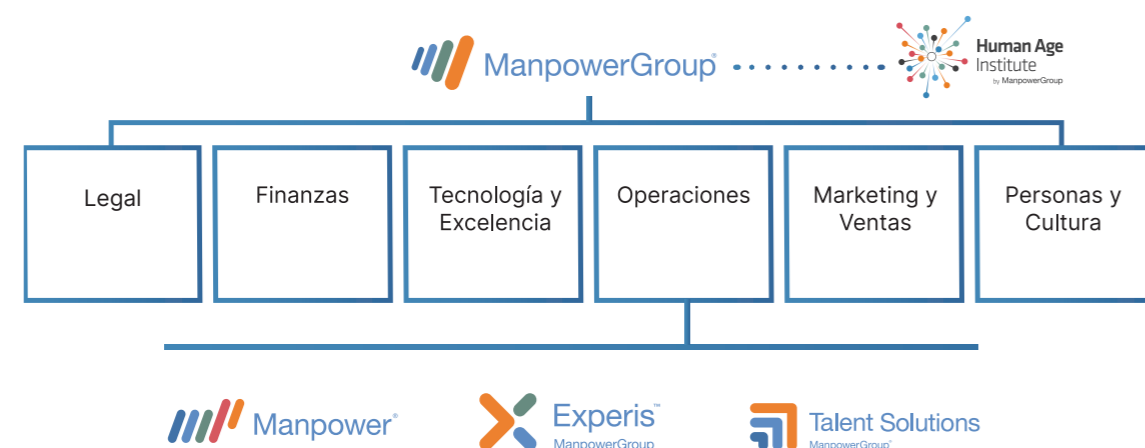 ManpowerGroup®
Human Age
Institute
by ManpowerGroup
Legal
Finanzas
Tecnología y
Excelencia
Operaciones
Marketing y
Ventas
Personas y
Cultura
Manpower®
Experis™
ManpowerGroup
Talent Solutions
ManpowerGroup®